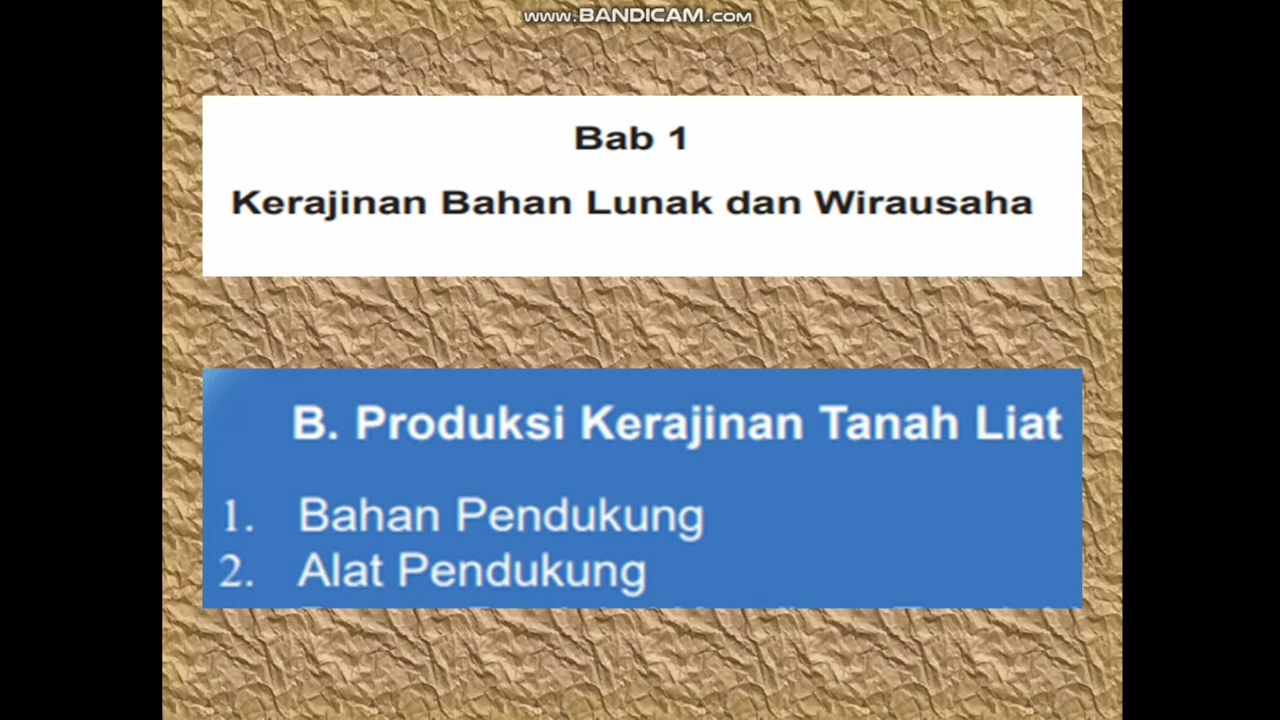 www.BANDICAM.com
Bab 1
Kerajinan Bahan Lunak dan Wirausaha
B. Produksi Kerajinan Tanah Liat
1. Bahan Pendukung
2. Alat Pendukung